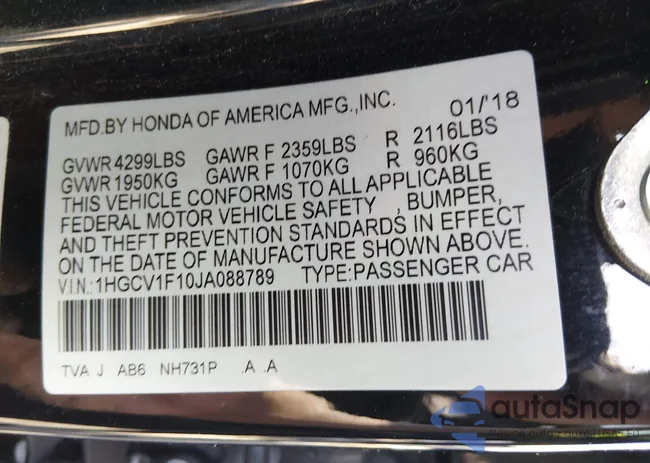 MFD.BY HONDA OF AMERICA MFG.,INC. 01/'18
GVWR 4299LBS GAWR F 2359LBS R 2116LBS
GVWR 1950KG GAWR F 1070KG R 960KG
THIS VEHICLE CONFORMS TO ALL APPLICABLE
FEDERAL MOTOR VEHICLE SAFETY , BUMPER,
AND THEFT PREVENTION STANDARDS IN EFFECT
ON THE DATE OF MANUFACTURE SHOWN ABOVE.
V.I.N.:1HGCV1F10JA088789 TYPE:PASSENGER CAR
TVA J AB6 NH731P .A .A
autaSnap